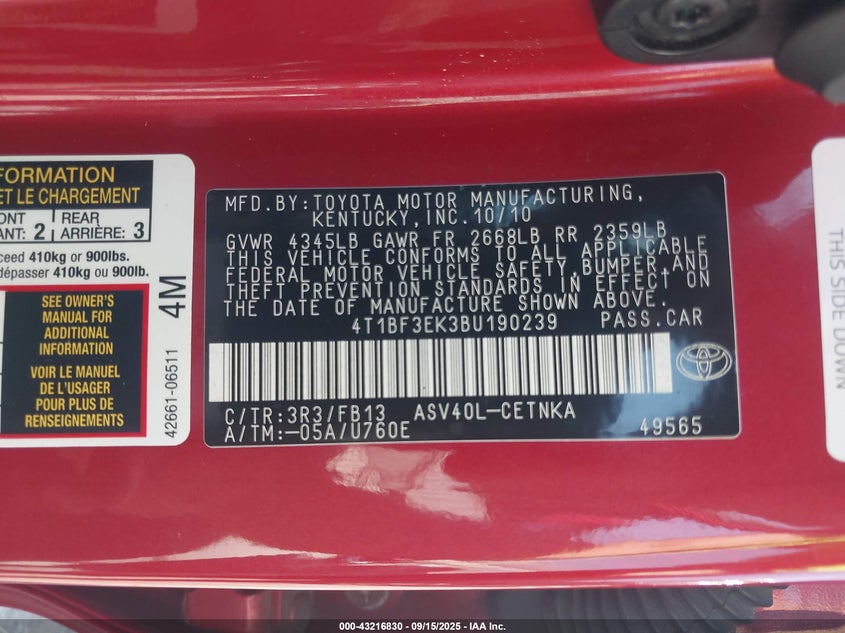 FORMATION
ET LE CHARGEMENT
ONT
ANT: 2
REAR
ARRIÈRE: 3
ceed 410kg or 900lbs.
dépasser 410kg ou 900lb.
SEE OWNER'S
MANUAL FOR
ADDITIONAL
INFORMATION
VOIR LE MANUEL
DE L'USAGER
POUR PLUS DE
RENSEIGNEMENTS
4M
42661-06511
MFD.BY:TOYOTA MOTOR MANUFACTURING,
KENTUCKY,INC.10/10
GVWR 4345LB GAWR FR 2668LB RR 2359LB
THIS VEHICLE CONFORMS TO ALL APPLICABLE
FEDERAL MOTOR VEHICLE SAFETY,BUMPER,AND
THEFT PREVENTION STANDARDS IN EFFECT ON
THE DATE OF MANUFACTURE SHOWN ABOVE.
4T1BF3EK3BU190239 PASS.CAR
C/TR:3R3/FB13 ASV40L-CETNKA
A/TM:-05A/U760E 49565
THIS SIDE DOWN
000-43216830 - 09/15/2025 - IAA Inc.